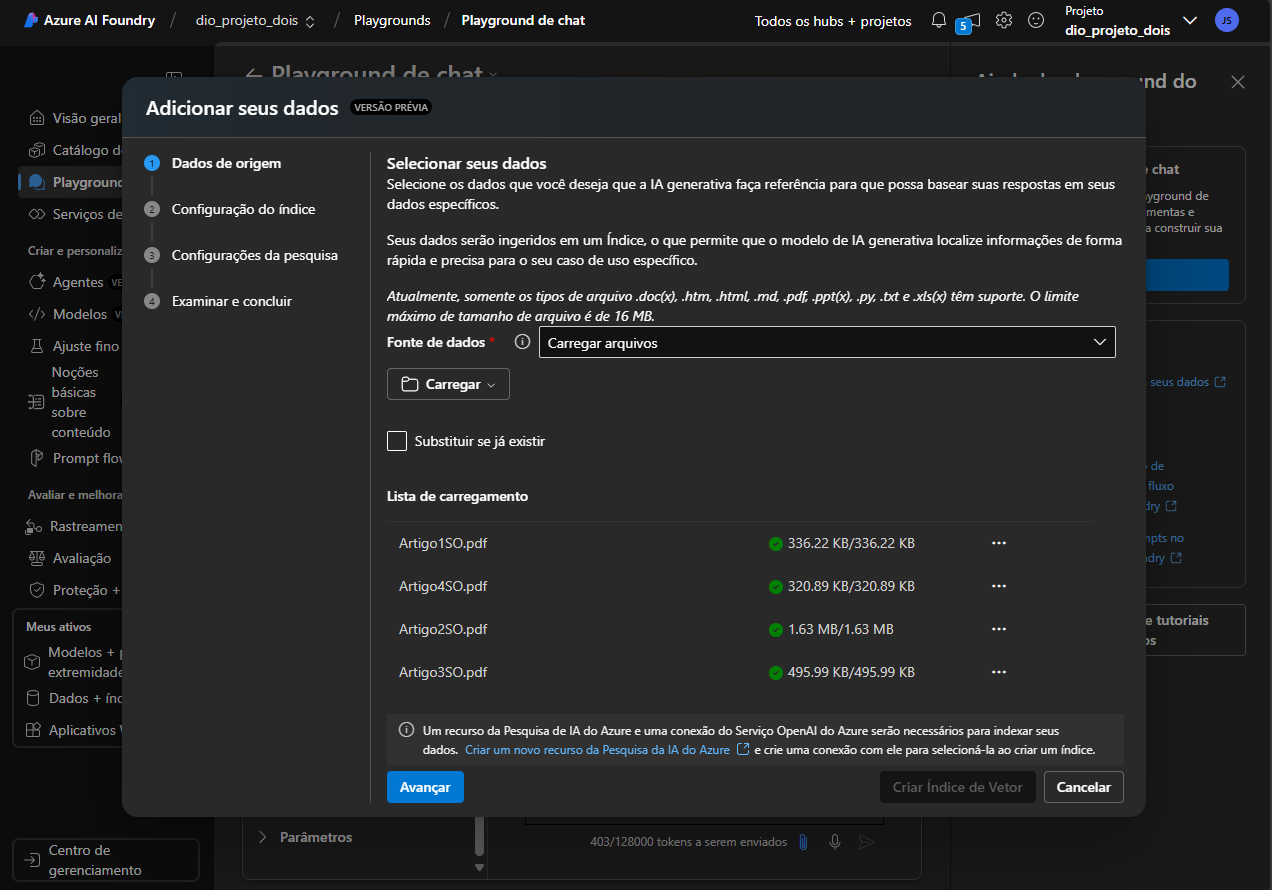 Azure AI Foundry / dio_projeto_dois / Playgrounds / Playground de chat
Todos os hubs + projetos
5
Projeto
dio_projeto_dois
JS
Playground de chat
Visão geral
Catálogo
Playground
Serviços de
Criar e personaliz
Agentes
Modelos
Ajuste fino
Noções
básicas
sobre
conteúdo
Prompt flow
Avaliar e melhora
Rastreamen
Avaliação
Proteção +
Meus ativos
Modelos +
extremidade
Dados + índ
Aplicativos
Centro de
gerenciamento
Adicionar seus dados VERSÃO PRÉVIA
1 Dados de origem
2 Configuração do índice
3 Configurações da pesquisa
4 Examinar e concluir
Selecionar seus dados
Selecione os dados que você deseja que a IA generativa faça referência para que possa basear suas respostas em seus
dados específicos.
Seus dados serão ingeridos em um Índice, o que permite que o modelo de IA generativa localize informações de forma
rápida e precisa para o seu caso de uso específico.
Atualmente, somente os tipos de arquivo .doc(x), .htm, .html, .md, .pdf, .ppt(x), .py, .txt e .xls(x) têm suporte. O limite
máximo de tamanho de arquivo é de 16 MB.
Fonte de dados * Carregar arquivos
Carregar
Substituir se já existir
Lista de carregamento
Artigo1SO.pdf 336.22 KB/336.22 KB
Artigo4SO.pdf 320.89 KB/320.89 KB
Artigo2SO.pdf 1.63 MB/1.63 MB
Artigo3SO.pdf 495.99 KB/495.99 KB
Um recurso da Pesquisa de IA do Azure e uma conexão do Serviço OpenAI do Azure serão necessários para indexar seus
dados. Criar um novo recurso da Pesquisa da IA do Azure e crie uma conexão com ele para selecioná-la ao criar um índice.
Avançar
Criar Índice de Vetor
Cancelar
Parâmetros
403/128000 tokens a serem enviados
nd do
chat
yground de
mentas e
a construir sua
seus dados
de
fluxo
dry
mpts no
ndry
e tutoriais
os